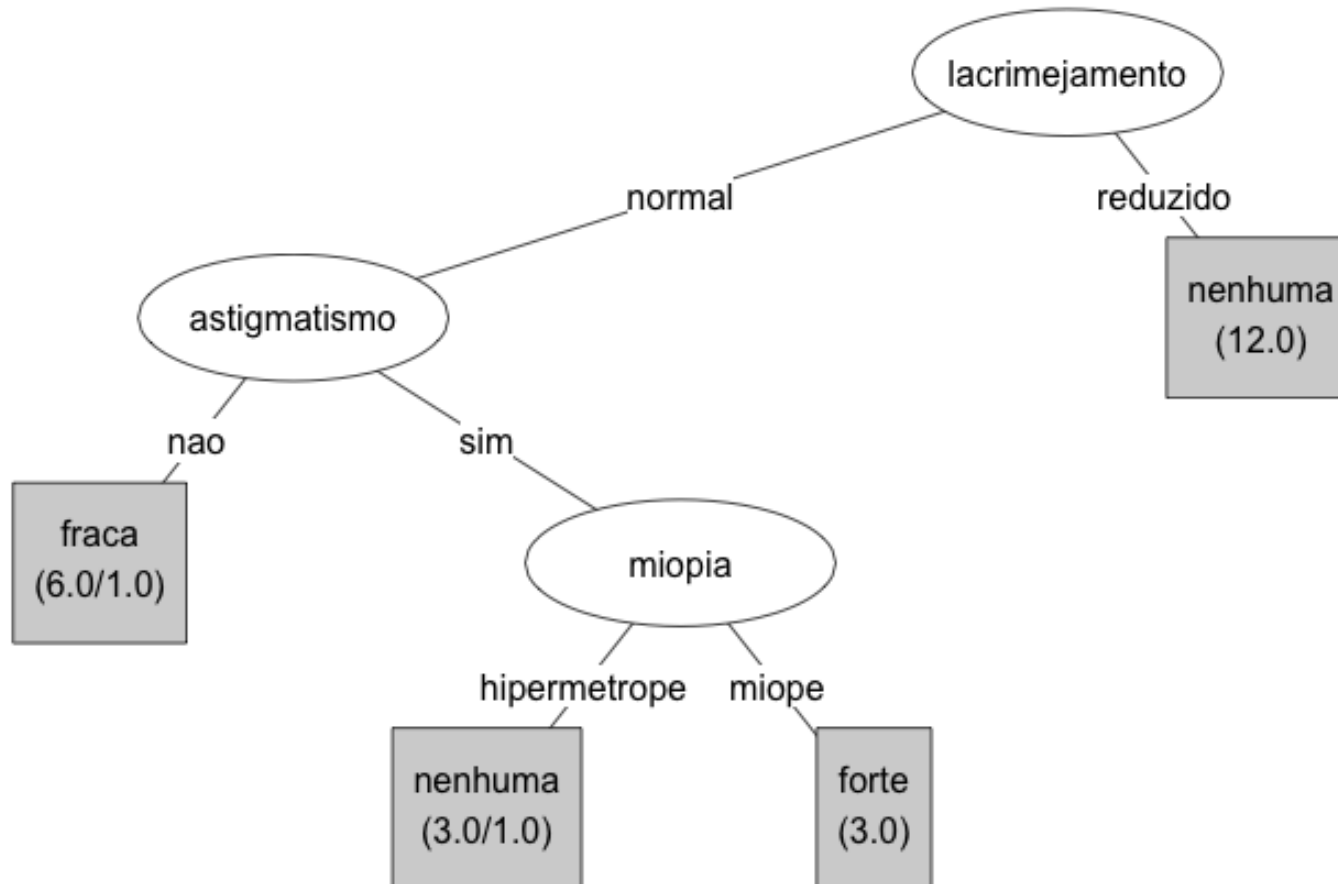 lacrimejamento
normal
reduzido
nenhuma
(12.0)
astigmatismo
nao
sim
fraca
(6.0/1.0)
miopia
hipermetrope
miope
nenhuma
(3.0/1.0)
forte
(3.0)